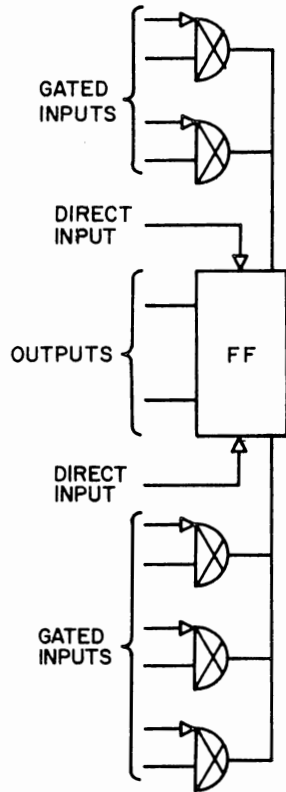 GATED
INPUTS
DIRECT
INPUT
OUTPUTS
FF
DIRECT
INPUT
GATED
INPUTS